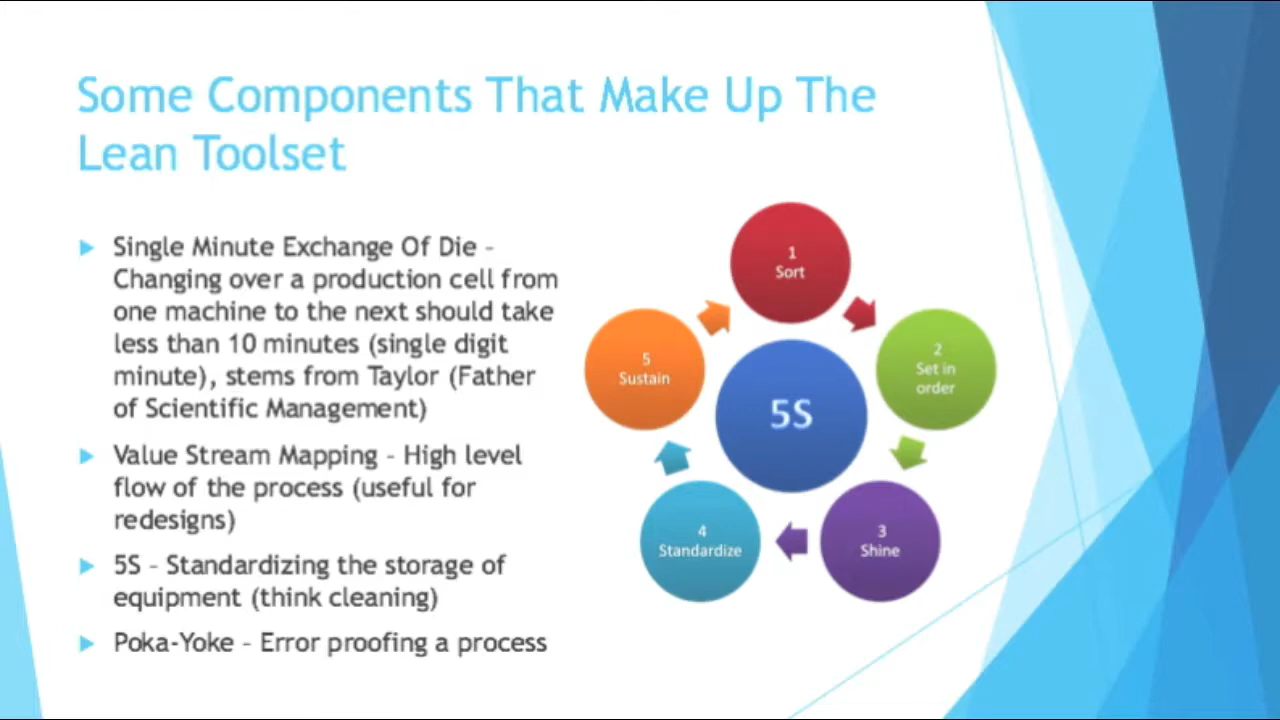 Some Components That Make Up The
Lean Toolset
Single Minute Exchange Of Die –
Changing over a production cell from
one machine to the next should take
less than 10 minutes (single digit
minute), stems from Taylor (Father
of Scientific Management)
Value Stream Mapping – High level
flow of the process (useful for
redesigns)
5S – Standardizing the storage of
equipment (think cleaning)
Poka-Yoke – Error proofing a process
1
Sort
2
Set in
order
3
Shine
4
Standardize
5
Sustain
5S